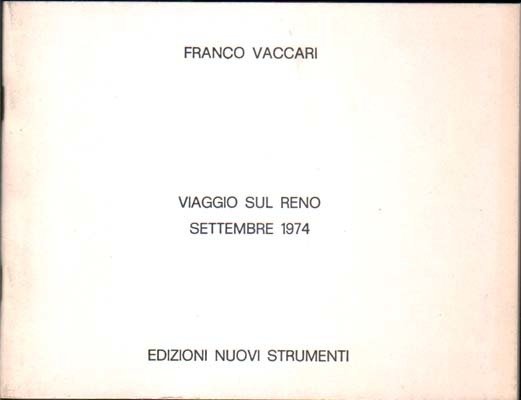 FRANCO VACCARI
VIAGGIO SUL RENO
SETTEMBRE 1974
EDIZIONI NUOVI STRUMENTI